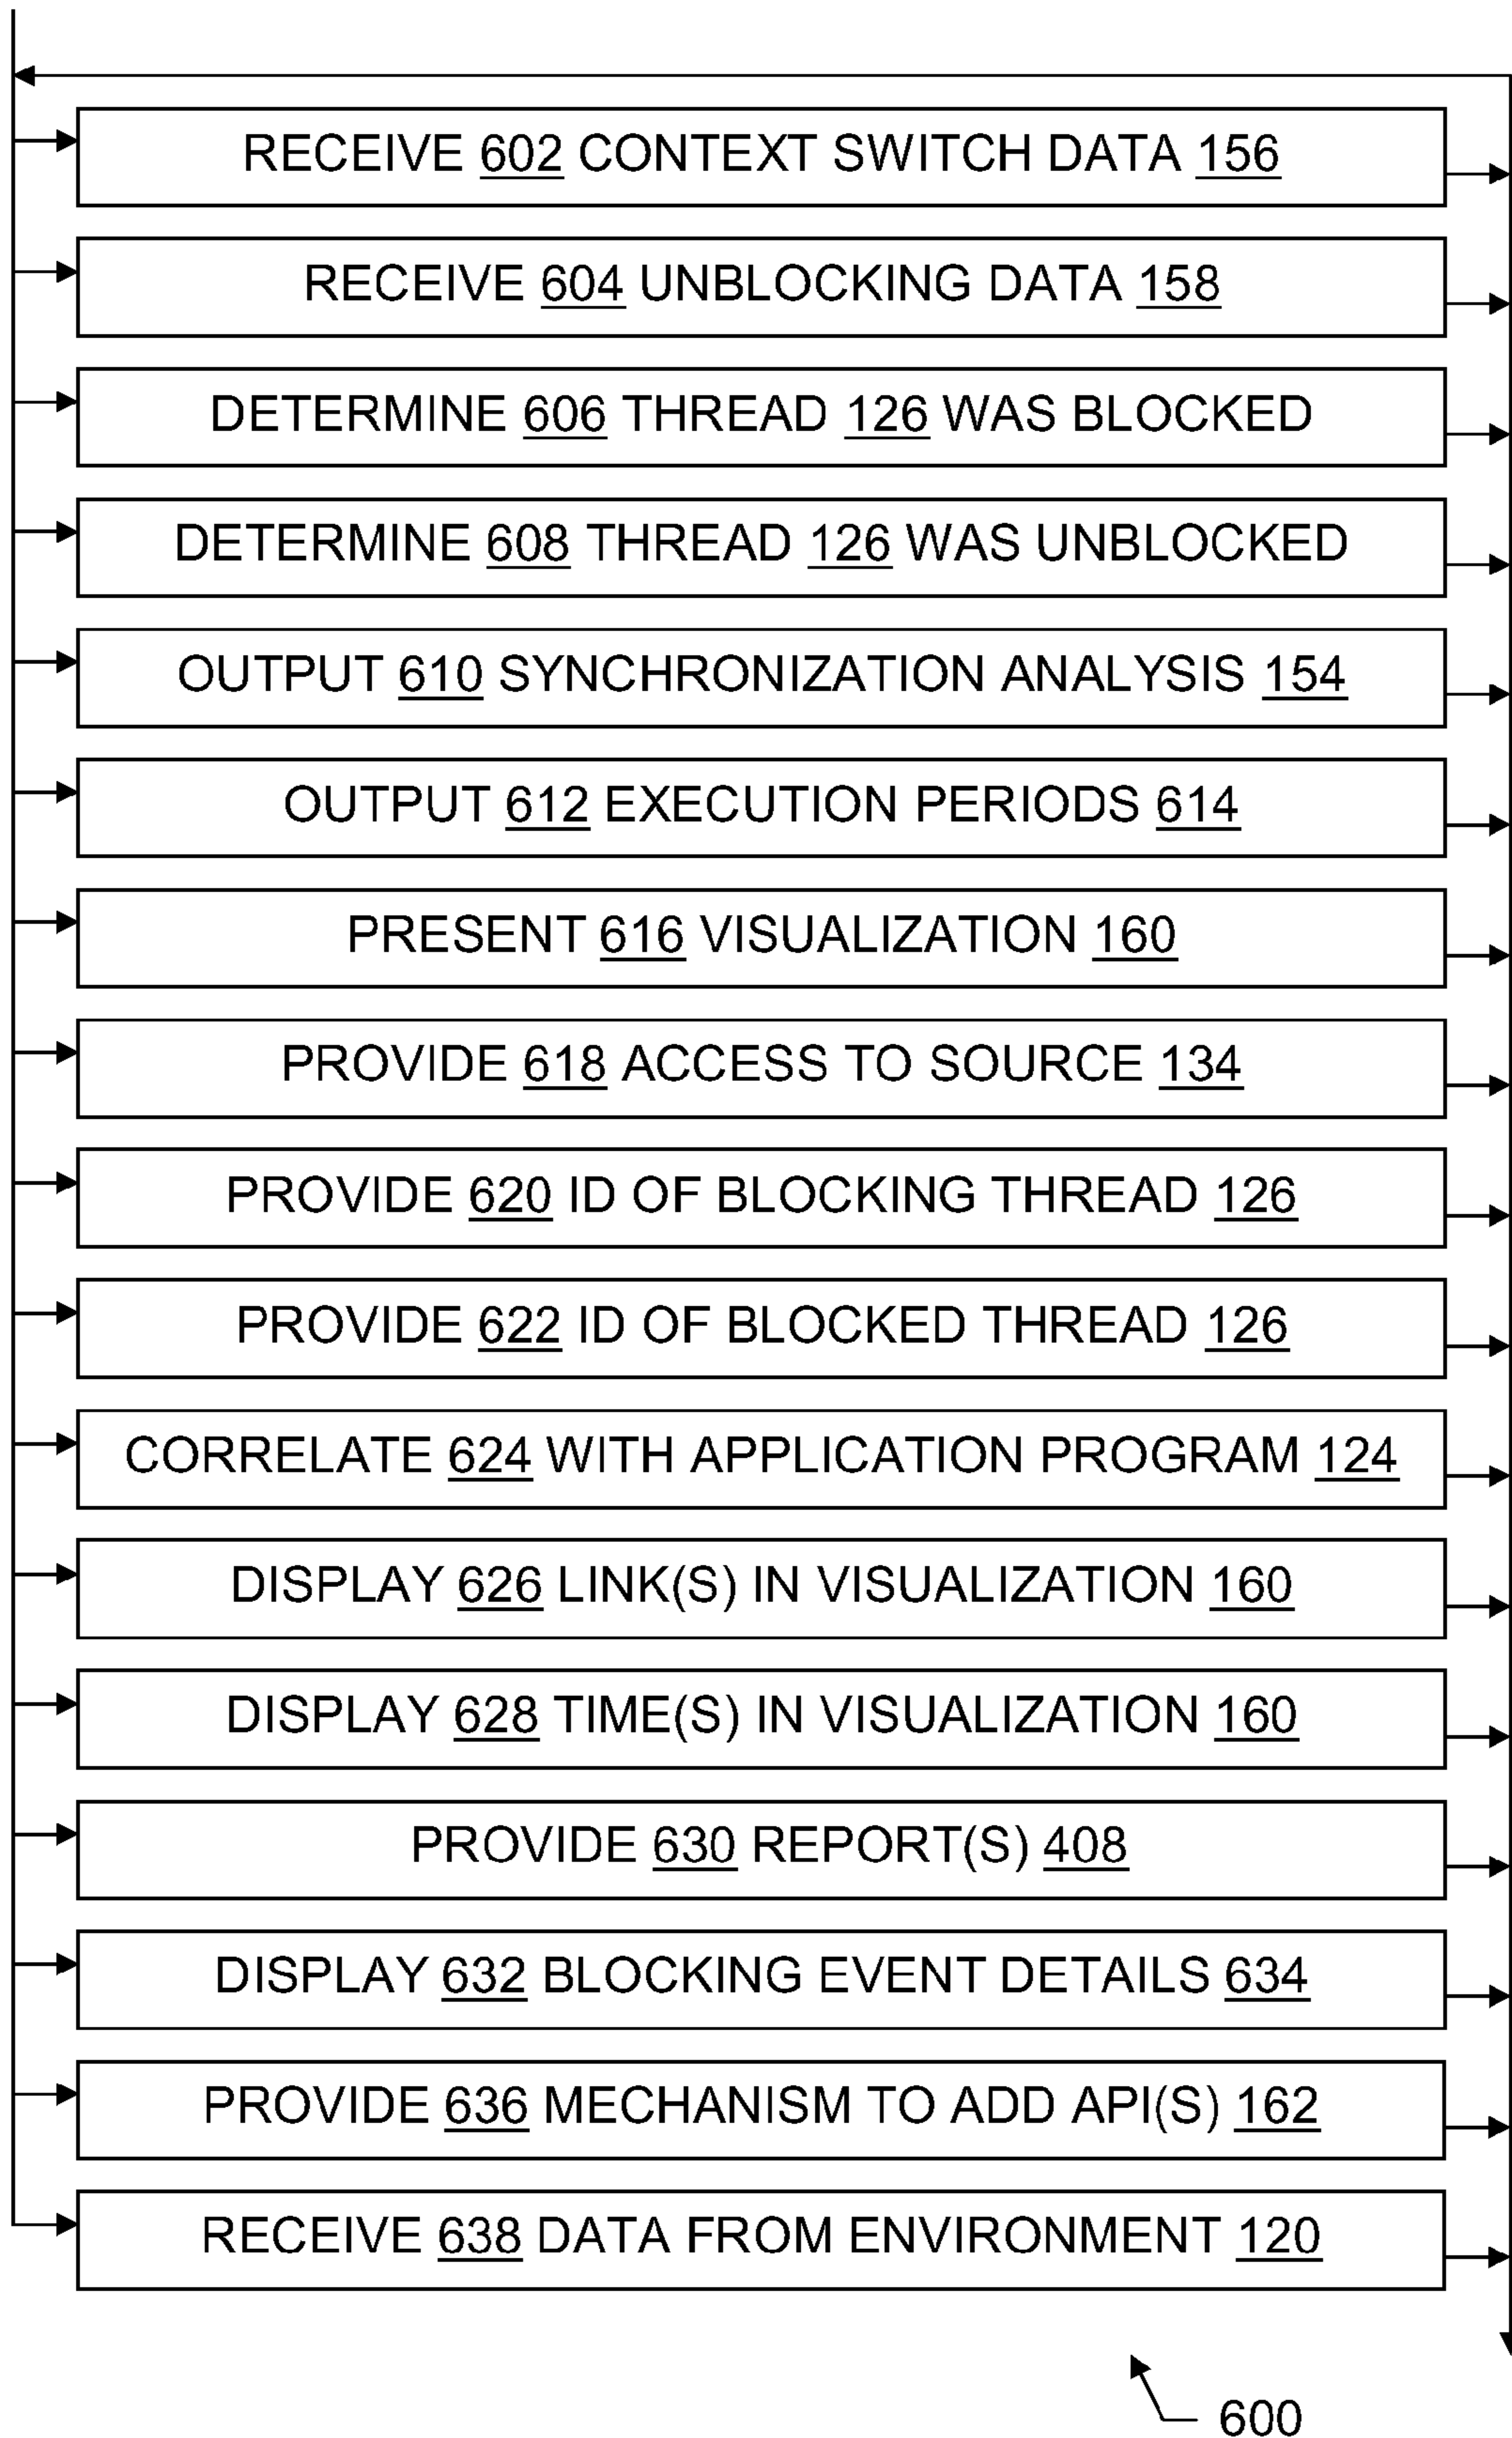 RECEIVE 602 CONTEXT SWITCH DATA 156
RECEIVE 604 UNBLOCKING DATA 158
DETERMINE 606 THREAD 126 WAS BLOCKED
DETERMINE 608 THREAD 126 WAS UNBLOCKED
OUTPUT 610 SYNCHRONIZATION ANALYSIS 154
OUTPUT 612 EXECUTION PERIODS 614
PRESENT 616 VISUALIZATION 160
PROVIDE 618 ACCESS TO SOURCE 134
PROVIDE 620 ID OF BLOCKING THREAD 126
PROVIDE 622 ID OF BLOCKED THREAD 126
CORRELATE 624 WITH APPLICATION PROGRAM 124
DISPLAY 626 LINK(S) IN VISUALIZATION 160
DISPLAY 628 TIME(S) IN VISUALIZATION 160
PROVIDE 630 REPORT(S) 408
DISPLAY 632 BLOCKING EVENT DETAILS 634
PROVIDE 636 MECHANISM TO ADD API(S) 162
RECEIVE 638 DATA FROM ENVIRONMENT 120
600